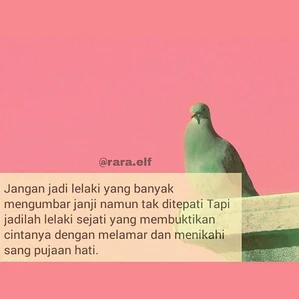 @rara.elf
Jangan jadi lelaki yang banyak
mengumbar janji namun tak ditepati Tapi
jadilah lelaki sejati yang membuktikan
cintanya dengan melamar dan menikahi
sang pujaan hati.